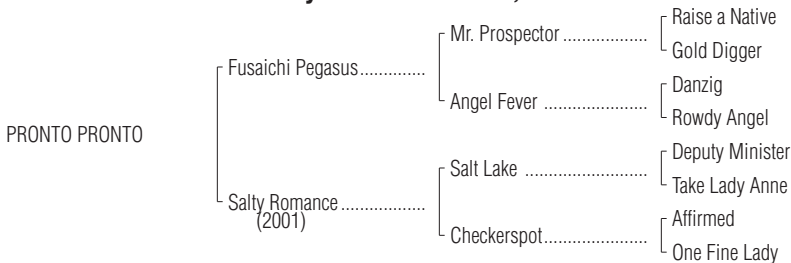 Raise a Native
Mr. Prospector ..................
Gold Digger
Fusaichi Pegasus..............
Danzig
Angel Fever ......................
Rowdy Angel
PRONTO PRONTO
Deputy Minister
Salt Lake ..........................
Take Lady Anne
Salty Romance..................
(2001)
Affirmed
Checkerspot......................
One Fine Lady